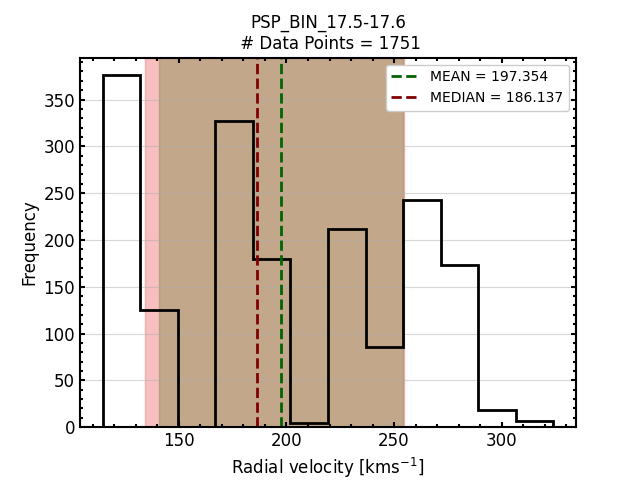 PSP_BIN_17.5-17.6
# Data Points = 1751
MEAN = 197.354
MEDIAN = 186.137
350
300
250
200
150
100
50
0
Frequency
150 200 250 300
Radial velocity [kms⁻¹]